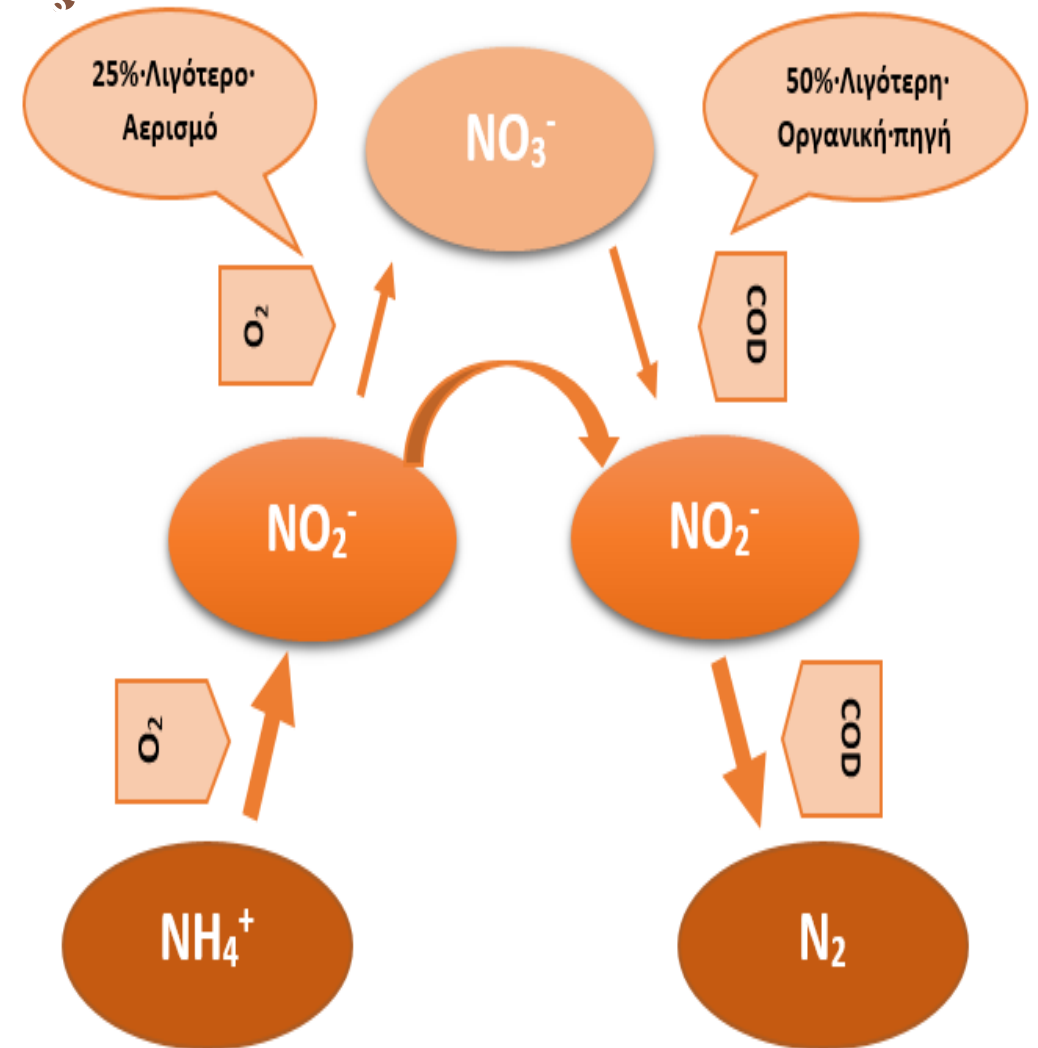 25%·Λιγότερο·
Αερισμό
NO₃⁻
50%·Λιγότερη·
Οργανική·πηγή
O₂
COD
NO₂⁻
NO₂⁻
O₂
COD
NH₄⁺
N₂